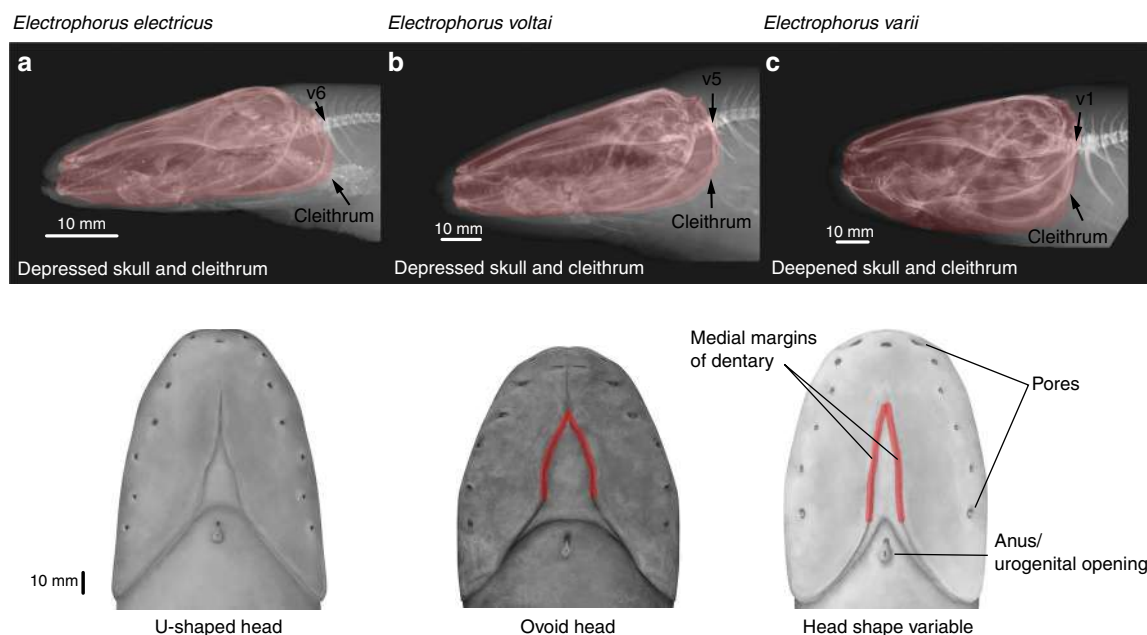 Electrophorus electricus
Electrophorus voltai
Electrophorus varii
a
v6
Cleithrum
10 mm
Depressed skull and cleithrum
b
v5
Cleithrum
10 mm
Depressed skull and cleithrum
c
v1
Cleithrum
10 mm
Deepened skull and cleithrum
10 mm
U-shaped head
Ovoid head
Medial margins
of dentary
Pores
Anus/
urogenital opening
Head shape variable